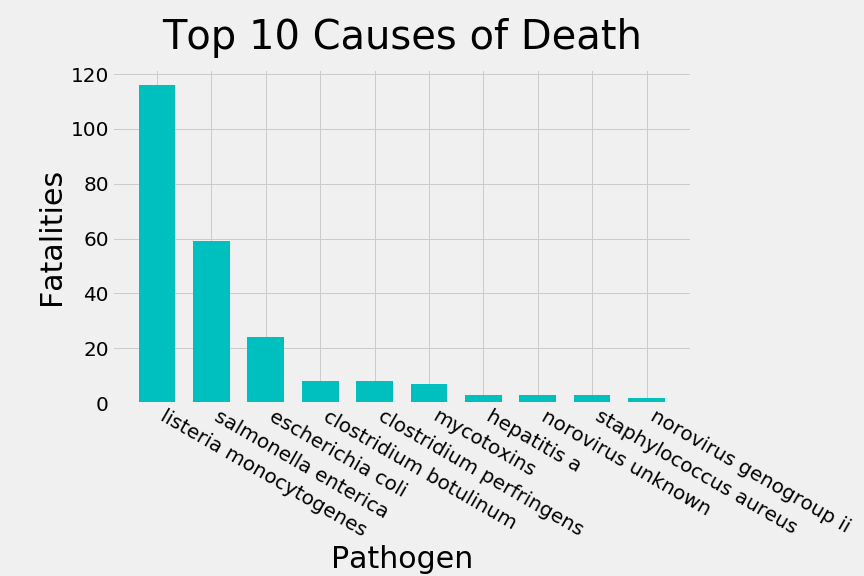 Top 10 Causes of Death
Fatalities
120
100
80
60
40
20
0
listeria monocytogenes
salmonella enterica
escherichia coli
clostridium botulinum
clostridium perfringens
mycotoxins
hepatitis a
norovirus unknown
staphylococcus aureus
norovirus genogroup ii
Pathogen